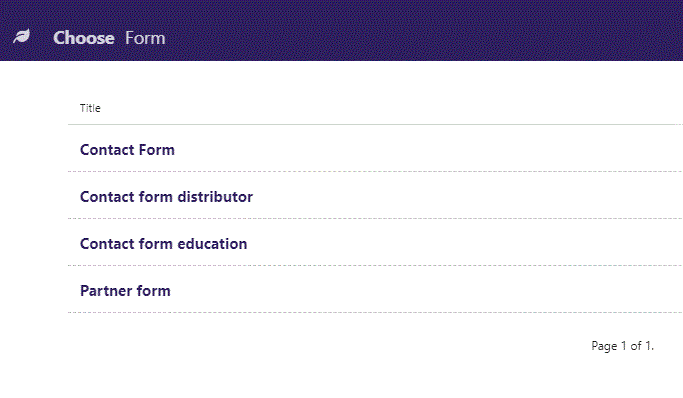 Choose Form
Title
Contact Form
Contact form distributor
Contact form education
Partner form
Page 1 of 1.